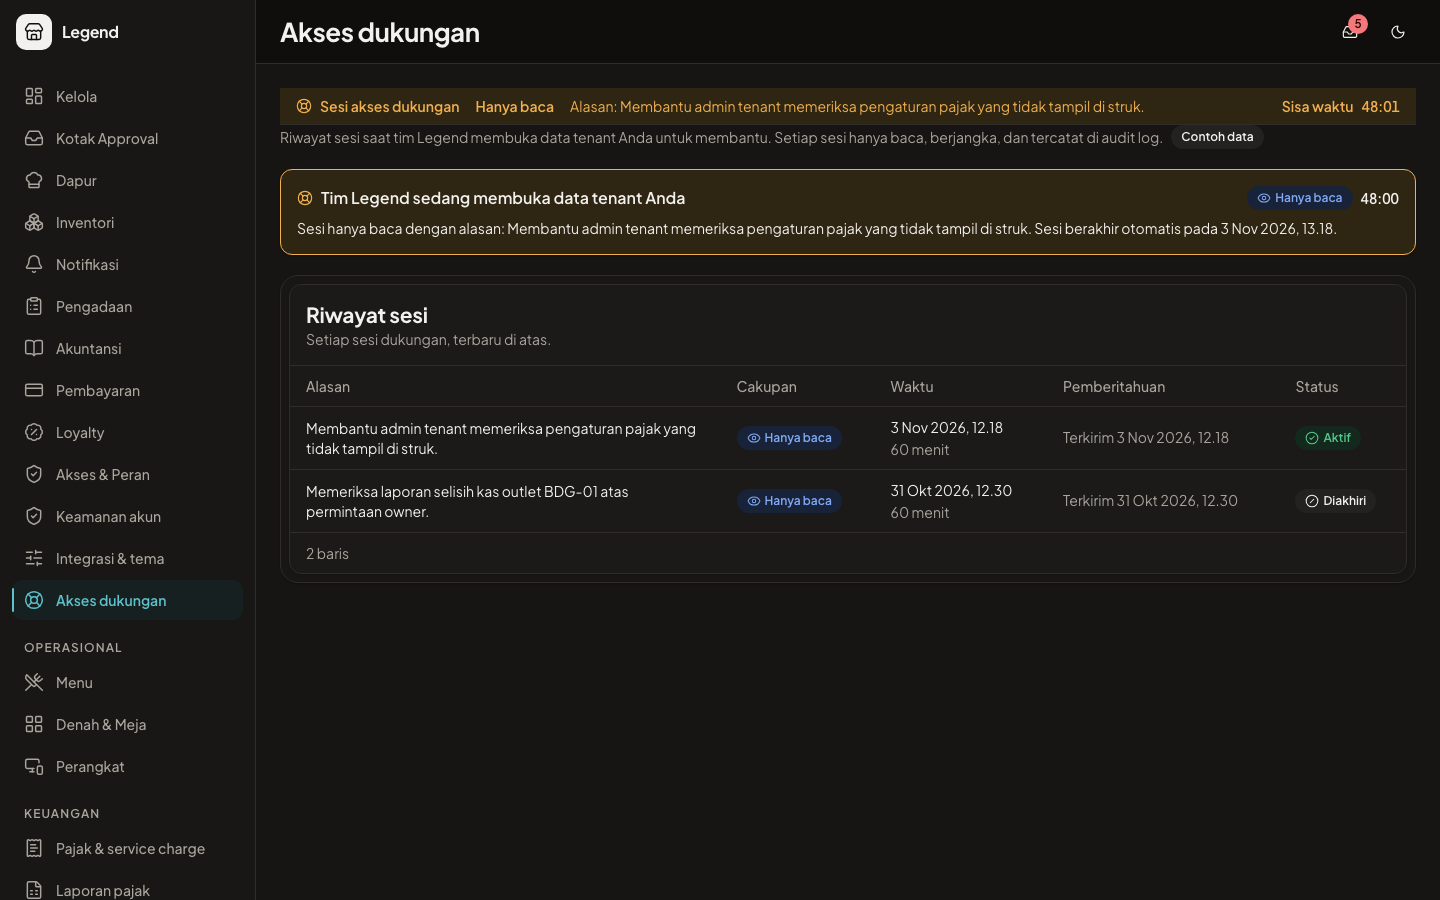 Legend
Akses dukungan
5
Kelola
Kotak Approval
Dapur
Inventori
Notifikasi
Pengadaan
Akuntansi
Pembayaran
Loyalty
Akses & Peran
Keamanan akun
Integrasi & tema
Akses dukungan
OPERASIONAL
Menu
Denah & Meja
Perangkat
KEUANGAN
Pajak & service charge
Laporan pajak
Sesi akses dukungan Hanya baca Alasan: Membantu admin tenant memeriksa pengaturan pajak yang tidak tampil di struk. Sisa waktu 48:01
Riwayat sesi saat tim Legend membuka data tenant Anda untuk membantu. Setiap sesi hanya baca, berjangka, dan tercatat di audit log. Contoh data
Tim Legend sedang membuka data tenant Anda Hanya baca 48:00
Sesi hanya baca dengan alasan: Membantu admin tenant memeriksa pengaturan pajak yang tidak tampil di struk. Sesi berakhir otomatis pada 3 Nov 2026, 13.18.
Riwayat sesi
Setiap sesi dukungan, terbaru di atas.
Alasan Cakupan Waktu Pemberitahuan Status
Membantu admin tenant memeriksa pengaturan pajak yang
tidak tampil di struk.
Hanya baca
3 Nov 2026, 12.18
60 menit
Terkirim 3 Nov 2026, 12.18
Aktif
Memeriksa laporan selisih kas outlet BDG-01 atas
permintaan owner.
Hanya baca
31 Okt 2026, 12.30
60 menit
Terkirim 31 Okt 2026, 12.30
Diakhiri
2 baris